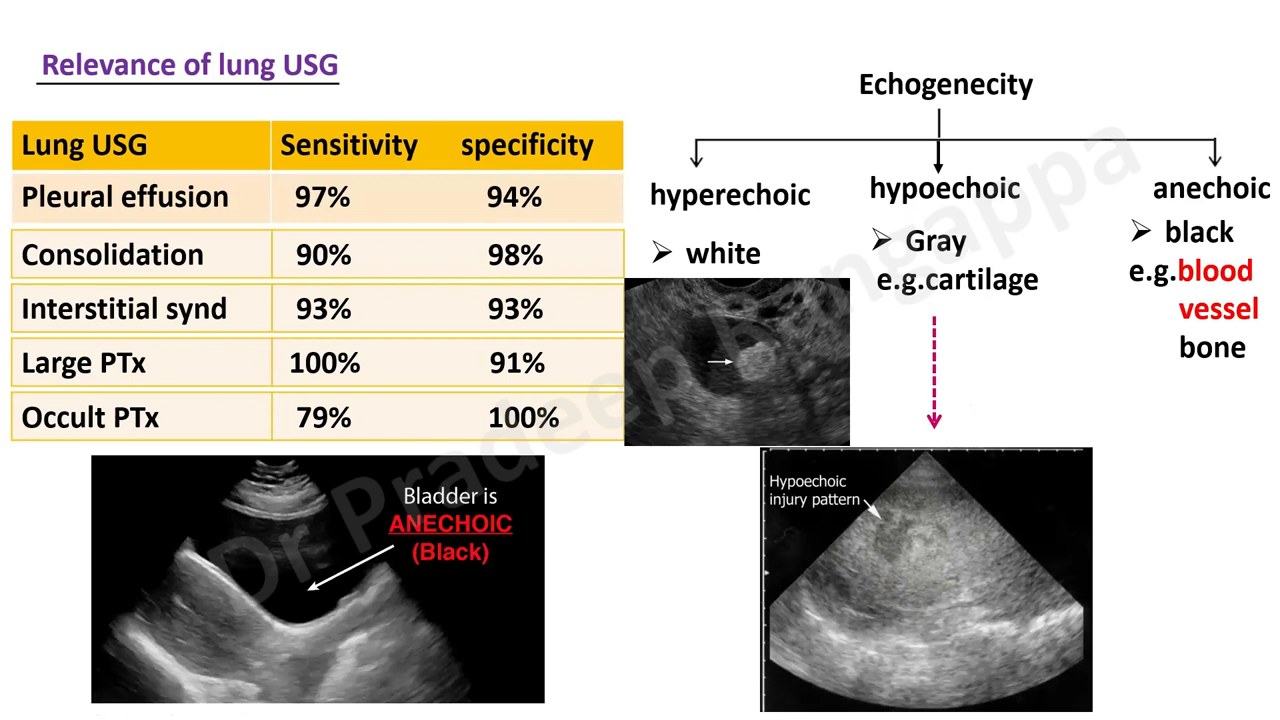 Relevance of lung USG
Lung USG Sensitivity specificity
Pleural effusion 97% 94%
Consolidation 90% 98%
Interstitial synd 93% 93%
Large PTx 100% 91%
Occult PTx 79% 100%
Echogenecity
hyperechoic
➢ white
hypoechoic
➢ Gray
e.g.cartilage
anechoic
➢ black
e.g.blood
vessel
bone
Bladder is
ANECHOIC
(Black)
Hypoechoic
injury pattern